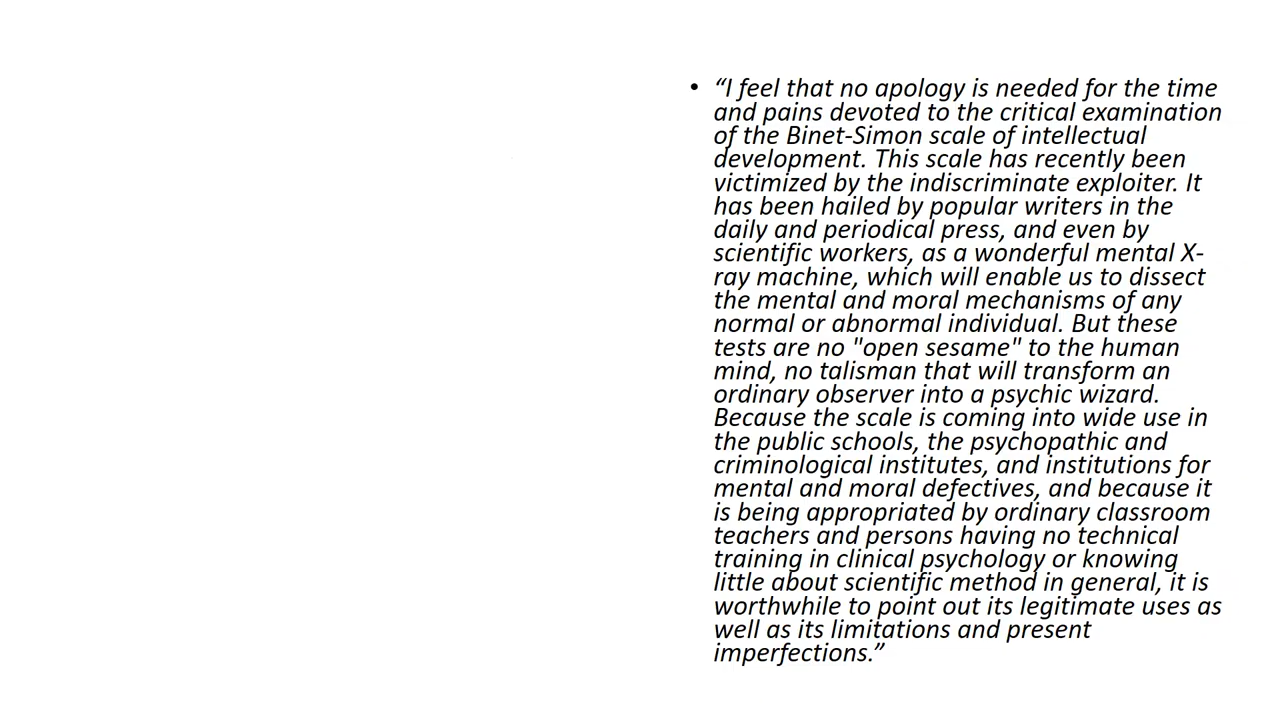 • “I feel that no apology is needed for the time
and pains devoted to the critical examination
of the Binet-Simon scale of intellectual
development. This scale has recently been
victimized by the indiscriminate exploiter. It
has been hailed by popular writers in the
daily and periodical press, and even by
scientific workers, as a wonderful mental X-
ray machine, which will enable us to dissect
the mental and moral mechanisms of any
normal or abnormal individual. But these
tests are no "open sesame" to the human
mind, no talisman that will transform an
ordinary observer into a psychic wizard.
Because the scale is coming into wide use in
the public schools, the psychopathic and
criminological institutes, and institutions for
mental and moral defectives, and because it
is being appropriated by ordinary classroom
teachers and persons having no technical
training in clinical psychology or knowing
little about scientific method in general, it is
worthwhile to point out its legitimate uses as
well as its limitations and present
imperfections.”